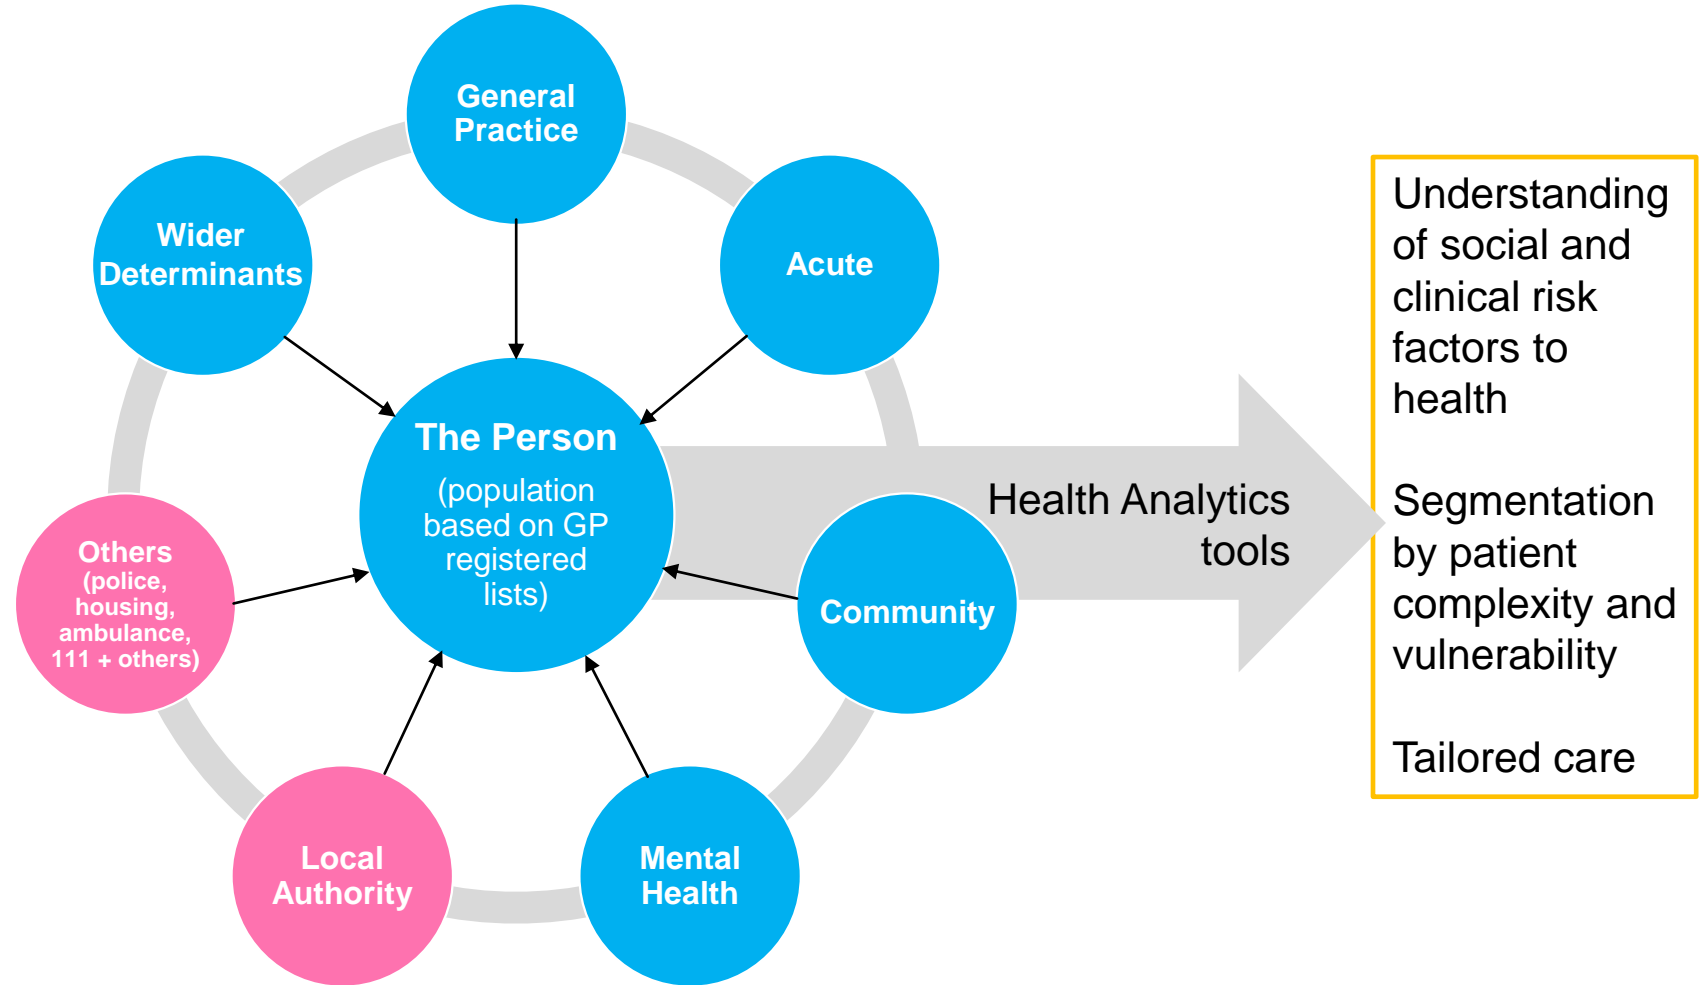 General
Practice
Wider
Determinants
Acute
The Person
(population
based on GP
registered
lists)
Others
(police,
housing,
ambulance,
111 + others)
Community
Local
Authority
Mental
Health
Health Analytics
tools
Understanding
of social and
clinical risk
factors to
health
Segmentation
by patient
complexity and
vulnerability
Tailored care